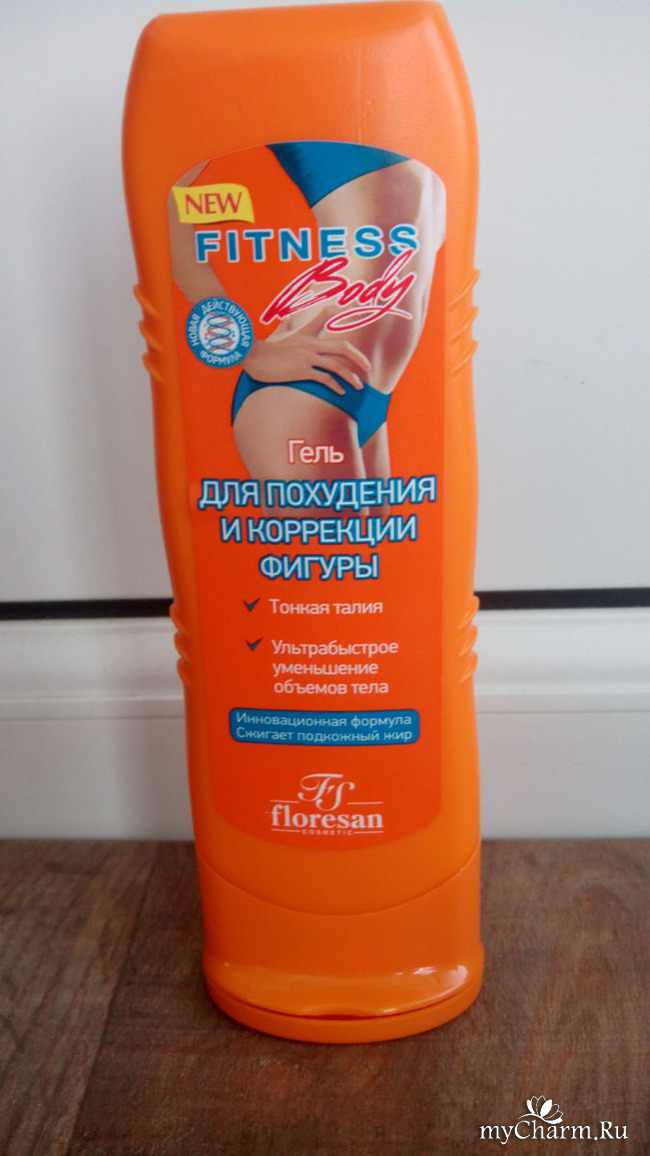 NEW
FITNESS
Body
НОВАЯ ДЕЙСТВУЮЩАЯ
ФОРМУЛА
Гель
ДЛЯ ПОХУДЕНИЯ
И КОРРЕКЦИИ
ФИГУРЫ
Тонкая талия
Ультрабыстрое
уменьшение
объемов тела
Инновационная формула
Сжигает подкожный жир
FS
floresan
COSMETIC
myCharm.Ru